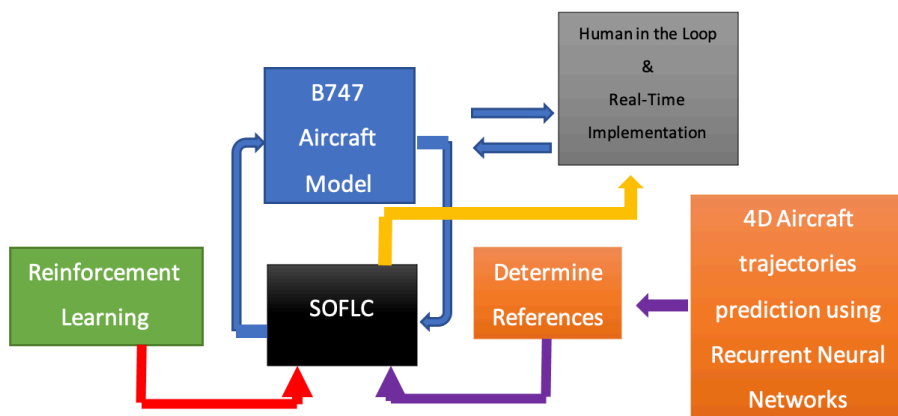 Human in the Loop
&
Real-Time
Implementation
B747
Aircraft
Model
4D Aircraft
trajectories
prediction using
Recurrent Neural
Networks
Reinforcement
Learning
SOFLC
Determine
References